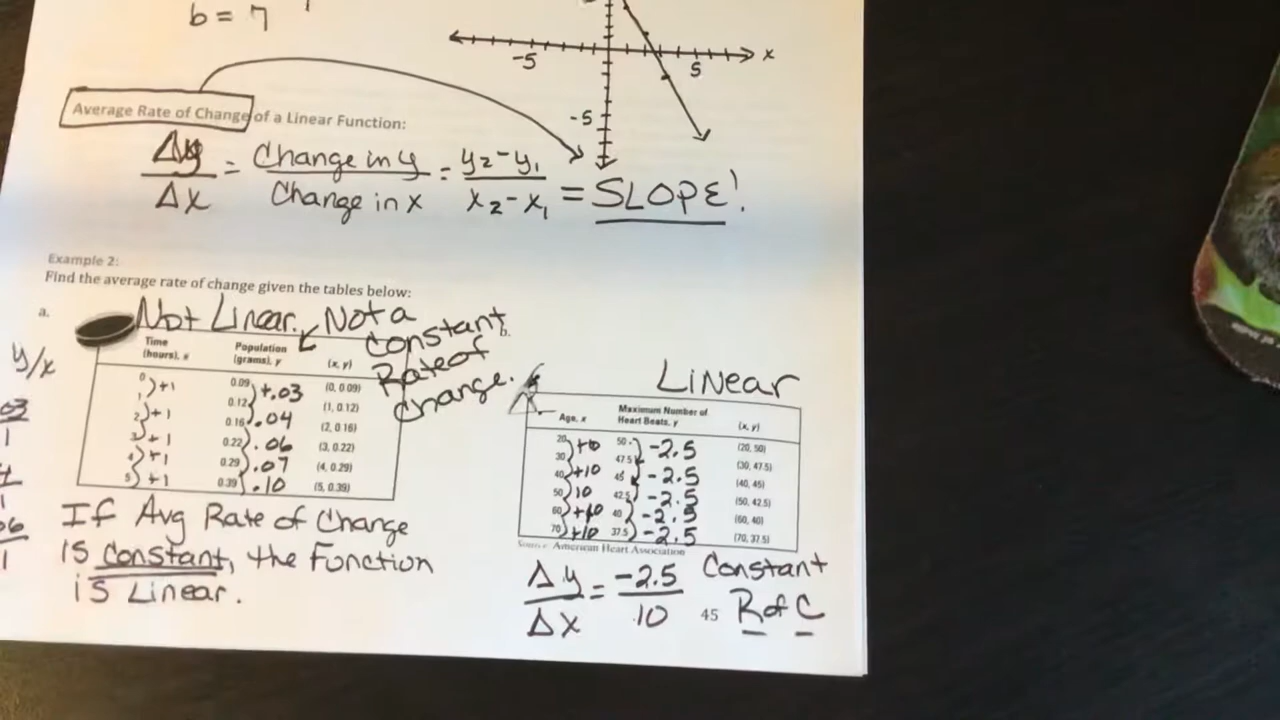 b = 7
-5
5
x
-5
Average Rate of Change of a Linear Function:
Δy/Δx = Change in y/Change in x = y₂-y₁/x₂-x₁ = SLOPE!
Example 2:
Find the average rate of change given the tables below:
a.
Not Linear. Not a
Constant
Rate of
Change.
y/x
Time (hours), x Population (grams), y (x, y)
0 0.09 (0, 0.09)
1 0.12 (1, 0.12)
2 0.16 (2, 0.16)
3 0.22 (3, 0.22)
4 0.29 (4, 0.29)
5 0.39 (5, 0.39)
+1 +.03
+1 .04
+1 .06
+1 .07
+1 .10
If Avg Rate of Change
is constant, the Function
is Linear.
b.
Linear
Age, x Maximum Number of Heart Beats, y (x, y)
20 50 (20, 50)
30 47.5 (30, 47.5)
40 45 (40, 45)
50 42.5 (50, 42.5)
60 40 (60, 40)
70 37.5 (70, 37.5)
+10 -2.5
+10 -2.5
10 -2.5
+10 -2.5
+10 -2.5
Source: American Heart Association
Δy/Δx = -2.5/10 Constant
R of C
45